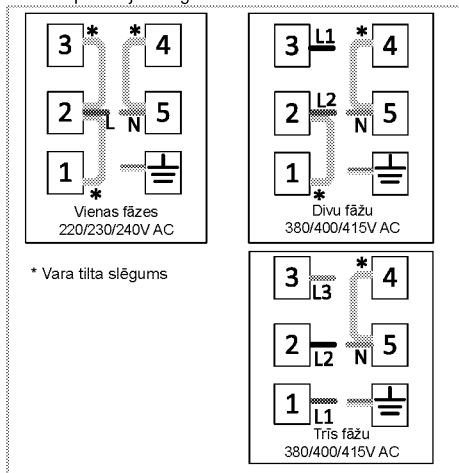 3 * * 4
2 L N 5
1 *
Vienas fāzes
220/230/240V AC
3 L1 * 4
2 L2 N 5
1 *
Divu fāžu
380/400/415V AC
* Vara tilta slēgums
3 L3 * 4
2 L2 N 5
1 L1
Trīs fāžu
380/400/415V AC